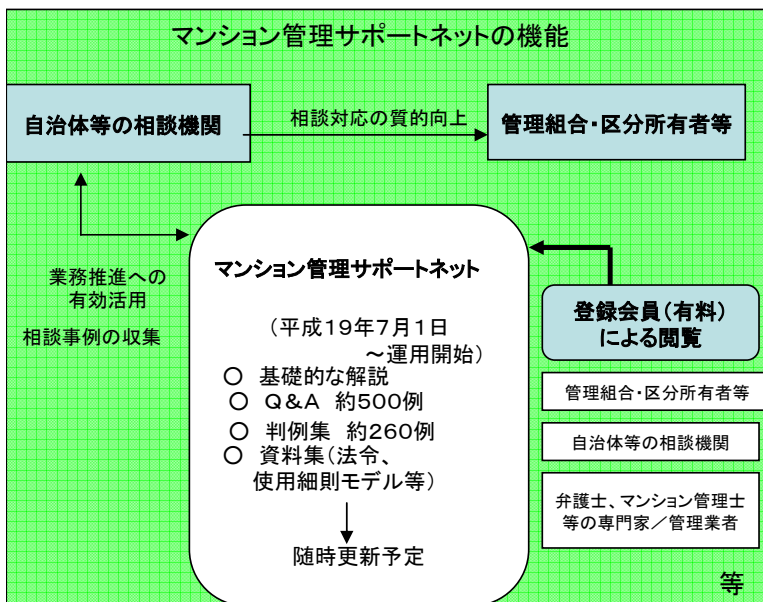 マンション管理サポートネットの機能
自治体等の相談機関
相談対応の質的向上
管理組合・区分所有者等
業務推進への
有効活用
相談事例の収集
マンション管理サポートネット
（平成１９年７月１日
～運用開始）
○ 基礎的な解説
○ Ｑ＆Ａ 約５００例
○ 判例集 約２６０例
○ 資料集（法令、
使用細則モデル等）
随時更新予定
登録会員（有料）
による閲覧
管理組合・区分所有者等
自治体等の相談機関
弁護士、マンション管理士
等の専門家／管理業者
等